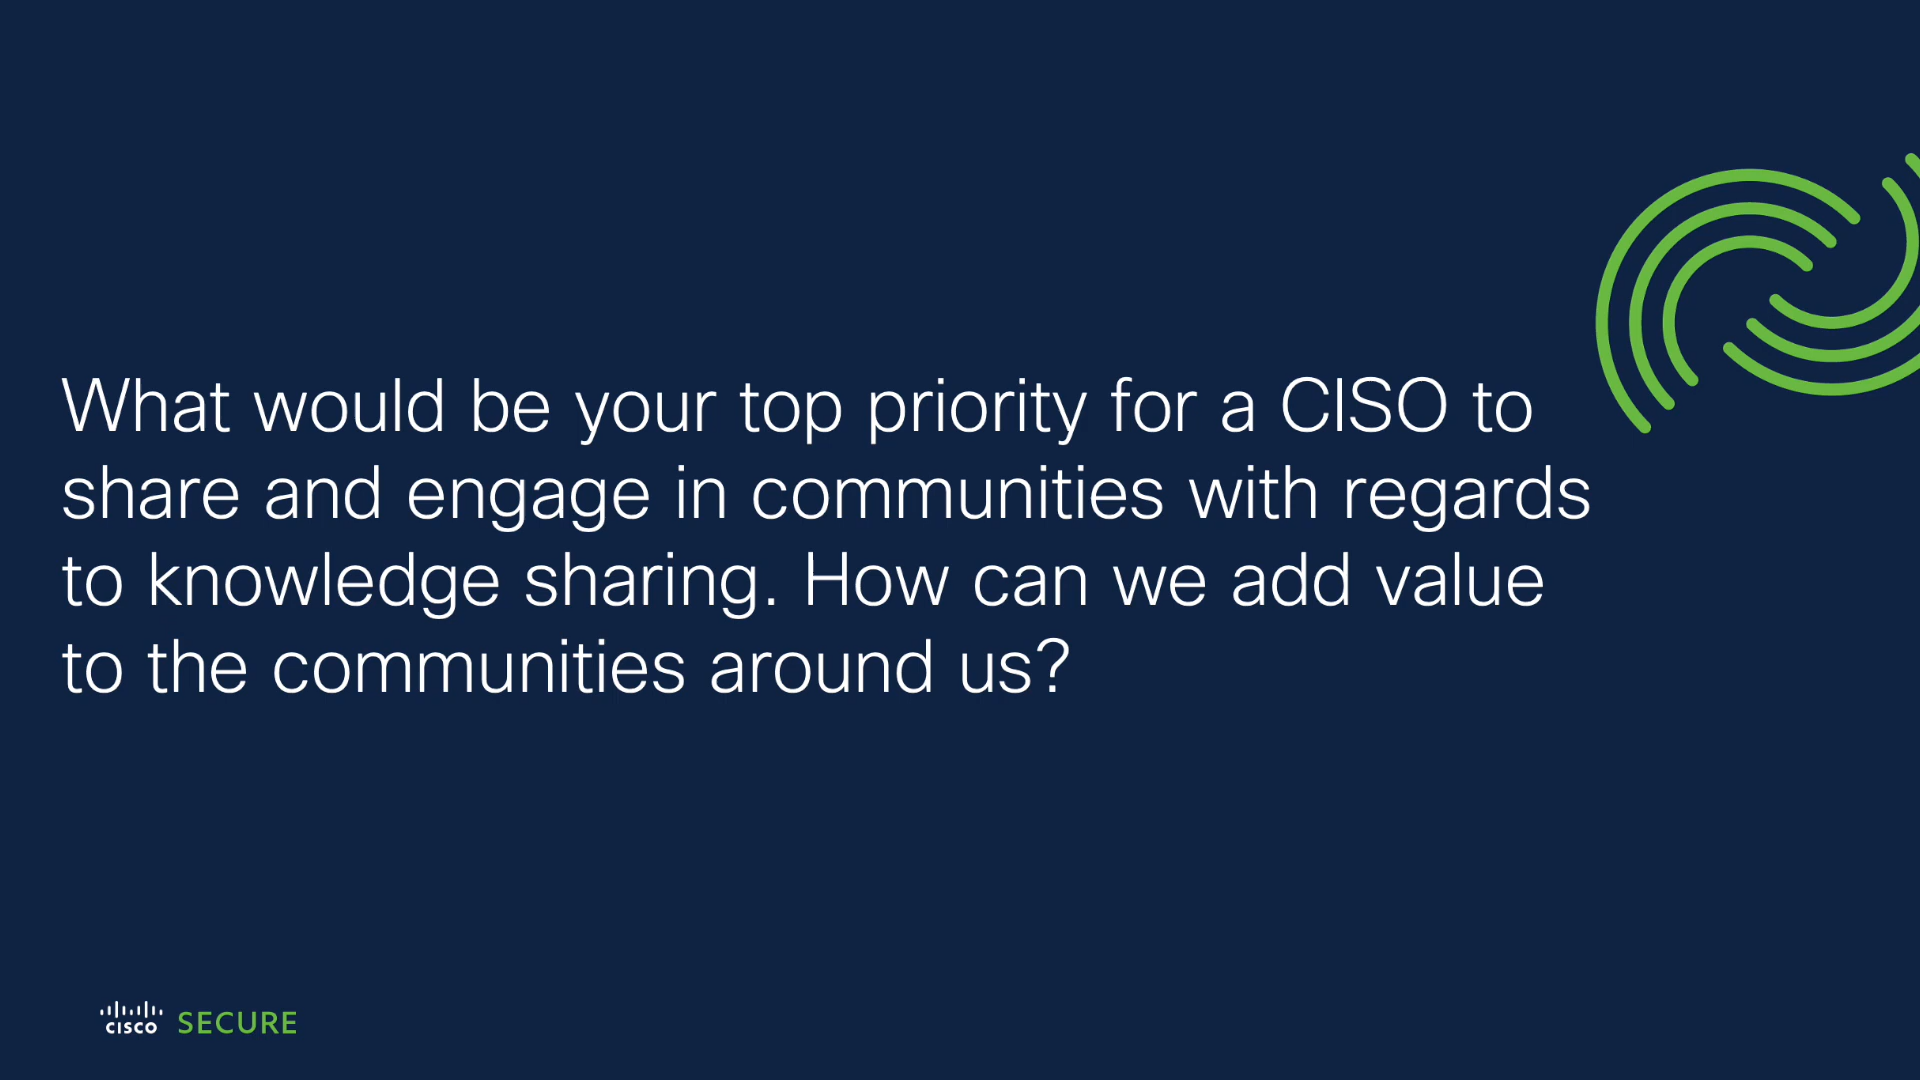 What would be your top priority for a CISO to
share and engage in communities with regards
to knowledge sharing. How can we add value
to the communities around us?
CISCO SECURE